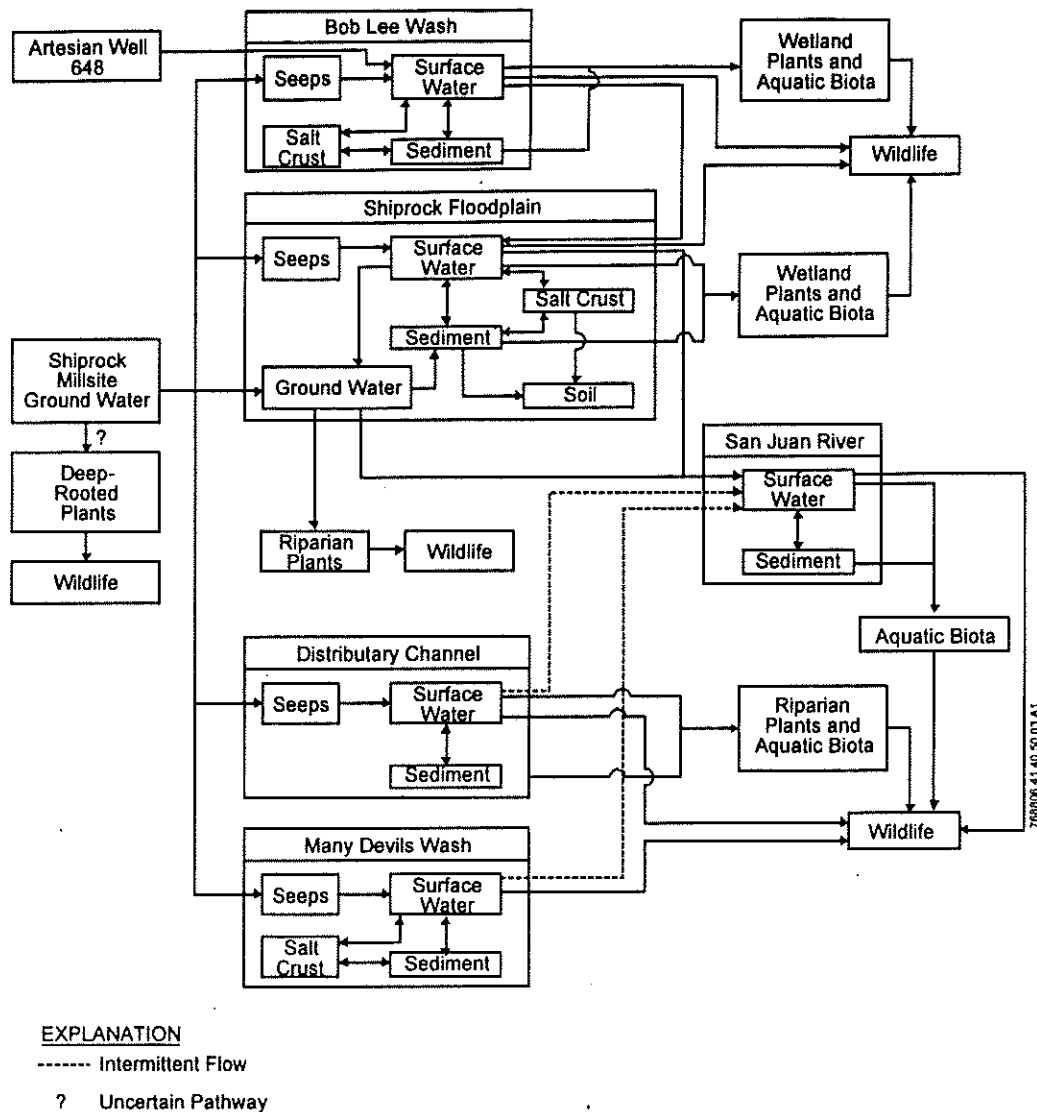 Bob Lee Wash
Artesian Well
648
Seeps
Surface
Water
Salt
Crust
Sediment
Wetland
Plants and
Aquatic Biota
Wildlife
Shiprock Floodplain
Seeps
Surface
Water
Salt Crust
Sediment
Ground Water
Soil
Wetland
Plants and
Aquatic Biota
Shiprock
Millsite
Ground Water
?
Deep-
Rooted
Plants
Wildlife
Riparian
Plants
Wildlife
San Juan River
Surface
Water
Sediment
Aquatic Biota
Distributary Channel
Seeps
Surface
Water
Sediment
Riparian
Plants and
Aquatic Biota
Wildlife
Many Devils Wash
Seeps
Surface
Water
Salt
Crust
Sediment
EXPLANATION
Intermittent Flow
? Uncertain Pathway